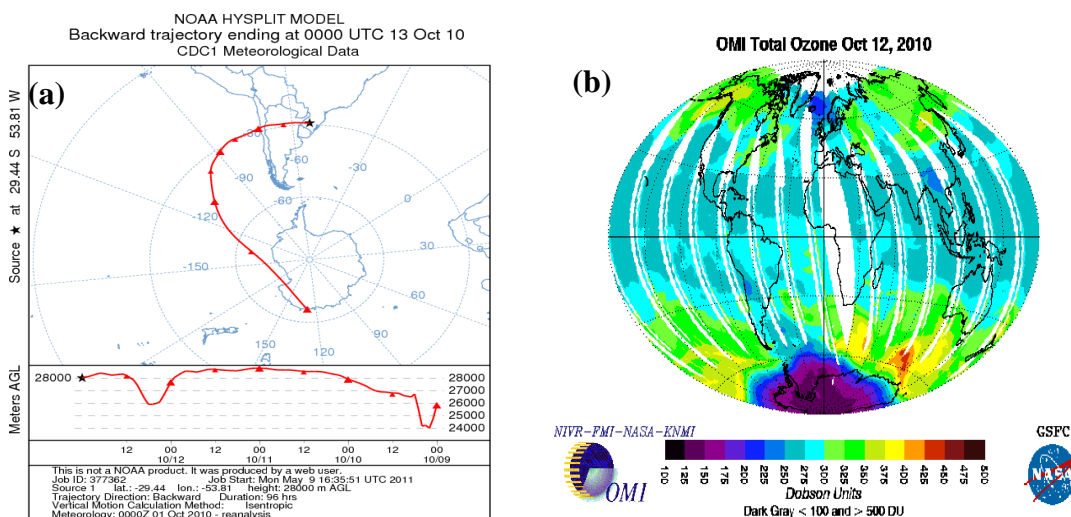 NOAA HYSPLIT MODEL
Backward trajectory ending at 0000 UTC 13 Oct 10
CDC1 Meteorological Data
(a)
Source ★ at 29.44 S 53.81 W
-30
-60
-90
-60
-120
-30
0
-150
30
60
150
120
90
Meters AGL
28000
28000
27000
26000
25000
24000
12 00 12 00 12 00 12 00
10/12 10/11 10/10 10/09
This is not a NOAA product. It was produced by a web user.
Job ID: 377362 Job Start: Mon May 9 16:35:51 UTC 2011
Source 1 lat.: -29.44 lon.: -53.81 height: 28000 m AGL
Trajectory Direction: Backward Duration: 96 hrs
Vertical Motion Calculation Method: Isentropic
Meteorology: 0000Z 01 Oct 2010 - reanalysis
(b)
OMI Total Ozone Oct 12, 2010
NIVR-FMI-NASA-KNMI
OMI
100 125 150 175 200 225 250 275 300 325 350 375 400 425 450 475 500
Dobson Units
Dark Gray < 100 and > 500 DU
GSFC
NASA